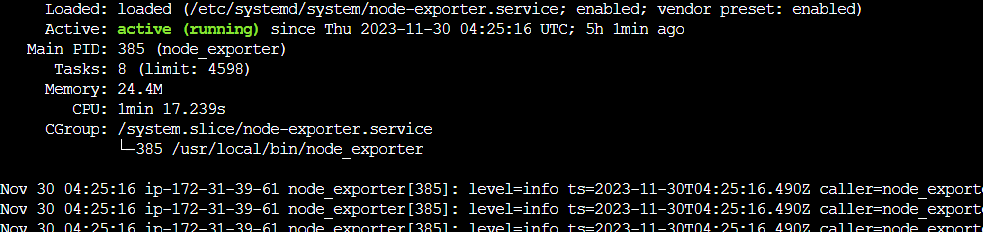 Loaded: loaded (/etc/systemd/system/node-exporter.service; enabled; vendor preset: enabled)
Active: active (running) since Thu 2023-11-30 04:25:16 UTC; 5h 1min ago
Main PID: 385 (node_exporter)
Tasks: 8 (limit: 4598)
Memory: 24.4M
CPU: 1min 17.239s
CGroup: /system.slice/node-exporter.service
└─385 /usr/local/bin/node_exporter
Nov 30 04:25:16 ip-172-31-39-61 node_exporter[385]: level=info ts=2023-11-30T04:25:16.490Z caller=node_export
Nov 30 04:25:16 ip-172-31-39-61 node_exporter[385]: level=info ts=2023-11-30T04:25:16.490Z caller=node_export
Nov 30 04:25:16 ip-172-31-39-61 node_exporter[385]: level=info ts=2023-11-30T04:25:16.490Z caller=node_export